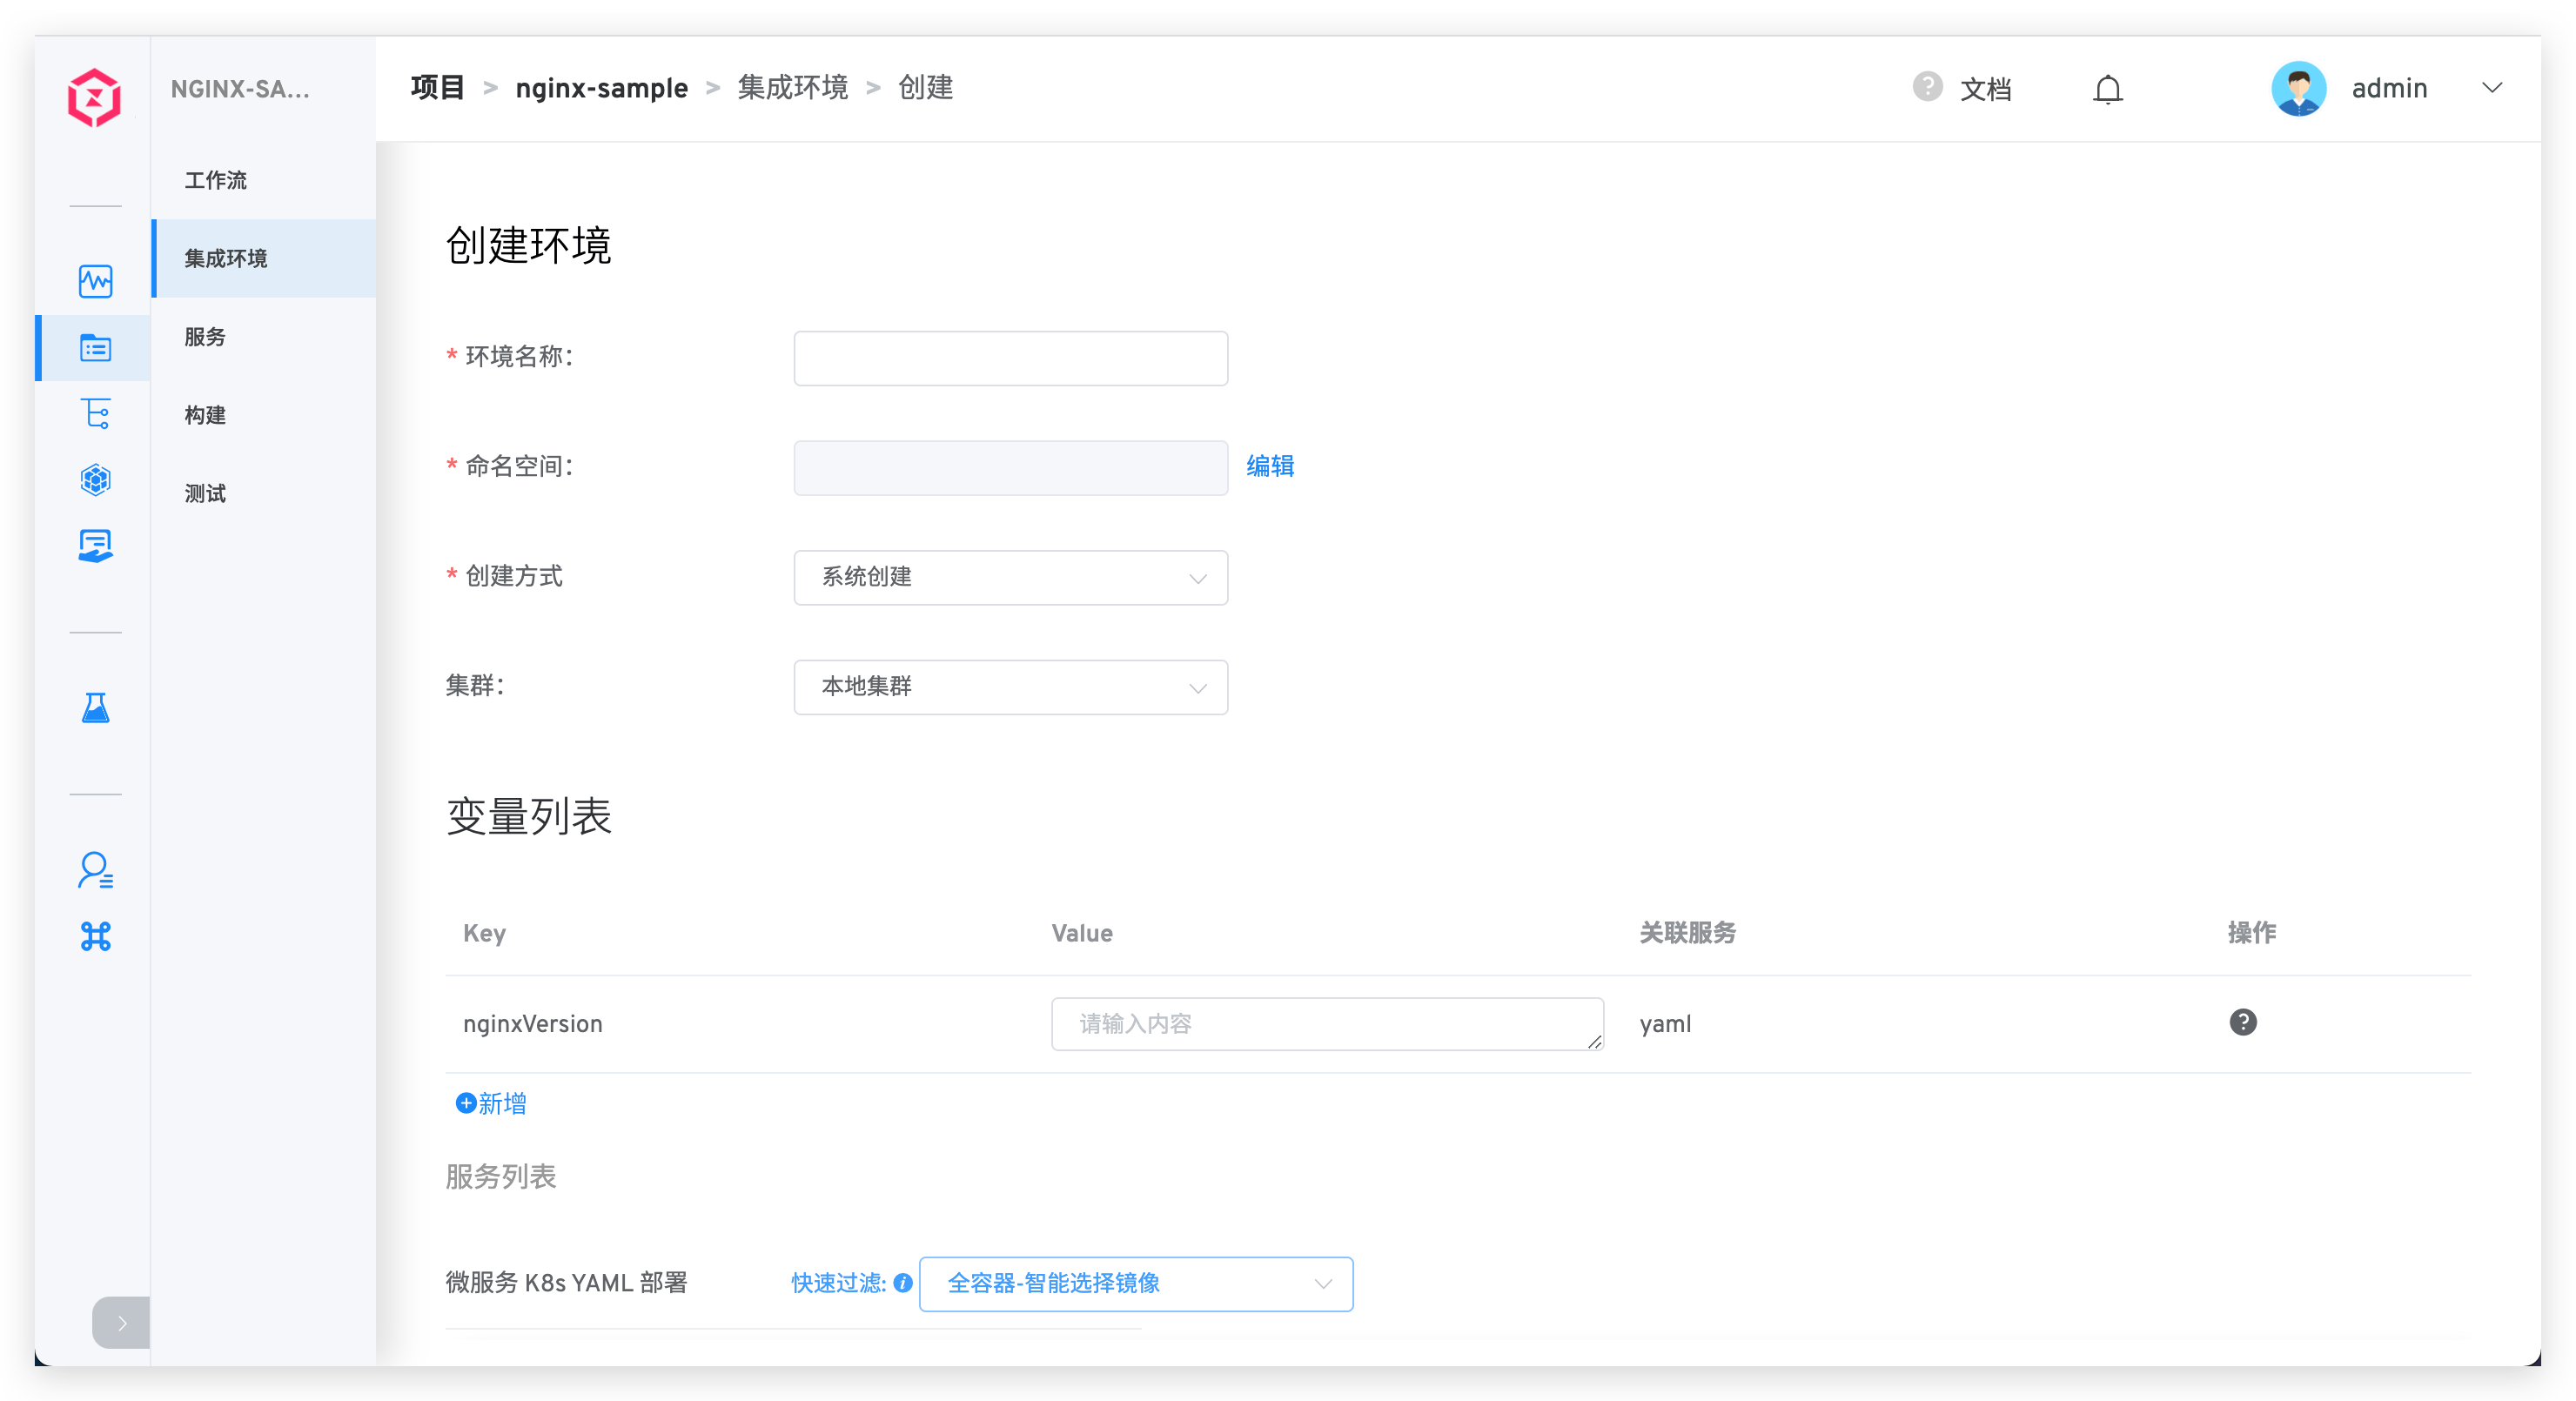 NGINX-SA...
工作流
集成环境
服务
构建
测试
项目 > nginx-sample > 集成环境 > 创建
? 文档
admin
创建环境
* 环境名称：
* 命名空间：
编辑
* 创建方式
系统创建
集群：
本地集群
变量列表
Key Value 关联服务 操作
nginxVersion 请输入内容 yaml ?
新增
服务列表
微服务 K8s YAML 部署 快速过滤: 全容器-智能选择镜像